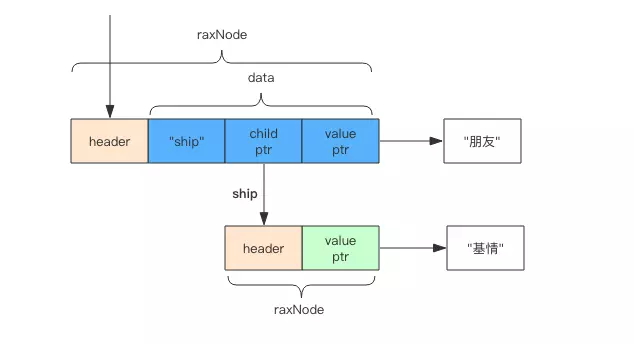 raxNode
data
header
"ship"
child
ptr
value
ptr
"朋友"
ship
header
value
ptr
"基情"
raxNode